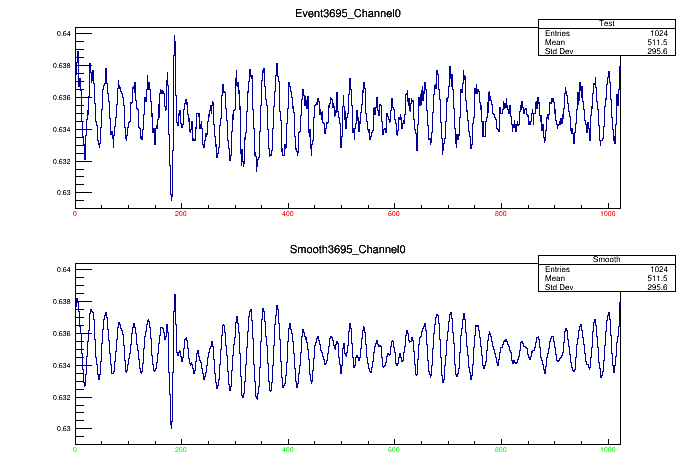 Event3695_Channel0
Test
Entries 1024
Mean 511.5
Std Dev 295.6
0.64
0.638
0.636
0.634
0.632
0.63
0 200 400 600 800 1000
Smooth3695_Channel0
Smooth
Entries 1024
Mean 511.5
Std Dev 295.6
0.64
0.638
0.636
0.634
0.632
0.63
0 200 400 600 800 1000